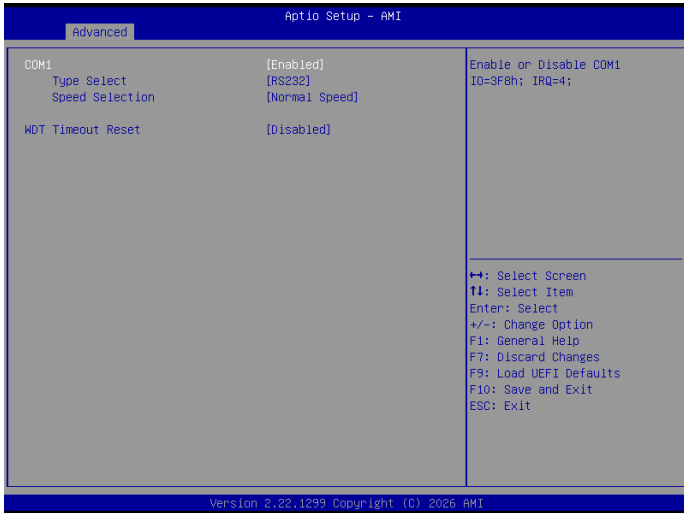 Aptio Setup - AMI
Advanced
COM1 [Enabled]
Type Select [RS232]
Speed Selection [Normal Speed]
WDT Timeout Reset [Disabled]
Enable or Disable COM1
IO=3F8h; IRQ=4;
↔: Select Screen
↑↓: Select Item
Enter: Select
+/-: Change Option
F1: General Help
F7: Discard Changes
F9: Load UEFI Defaults
F10: Save and Exit
ESC: Exit
Version 2.22.1299 Copyright (C) 2026 AMI